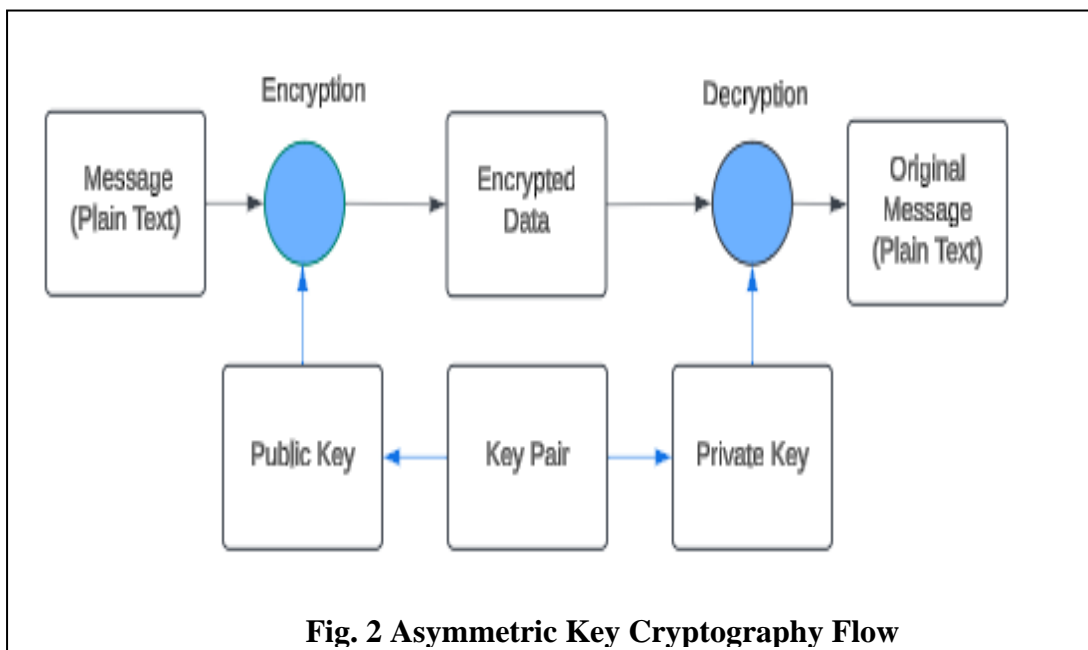 Encryption
Decryption
Message
(Plain Text)
Encrypted
Data
Original
Message
(Plain Text)
Public Key
Key Pair
Private Key
Fig. 2 Asymmetric Key Cryptography Flow